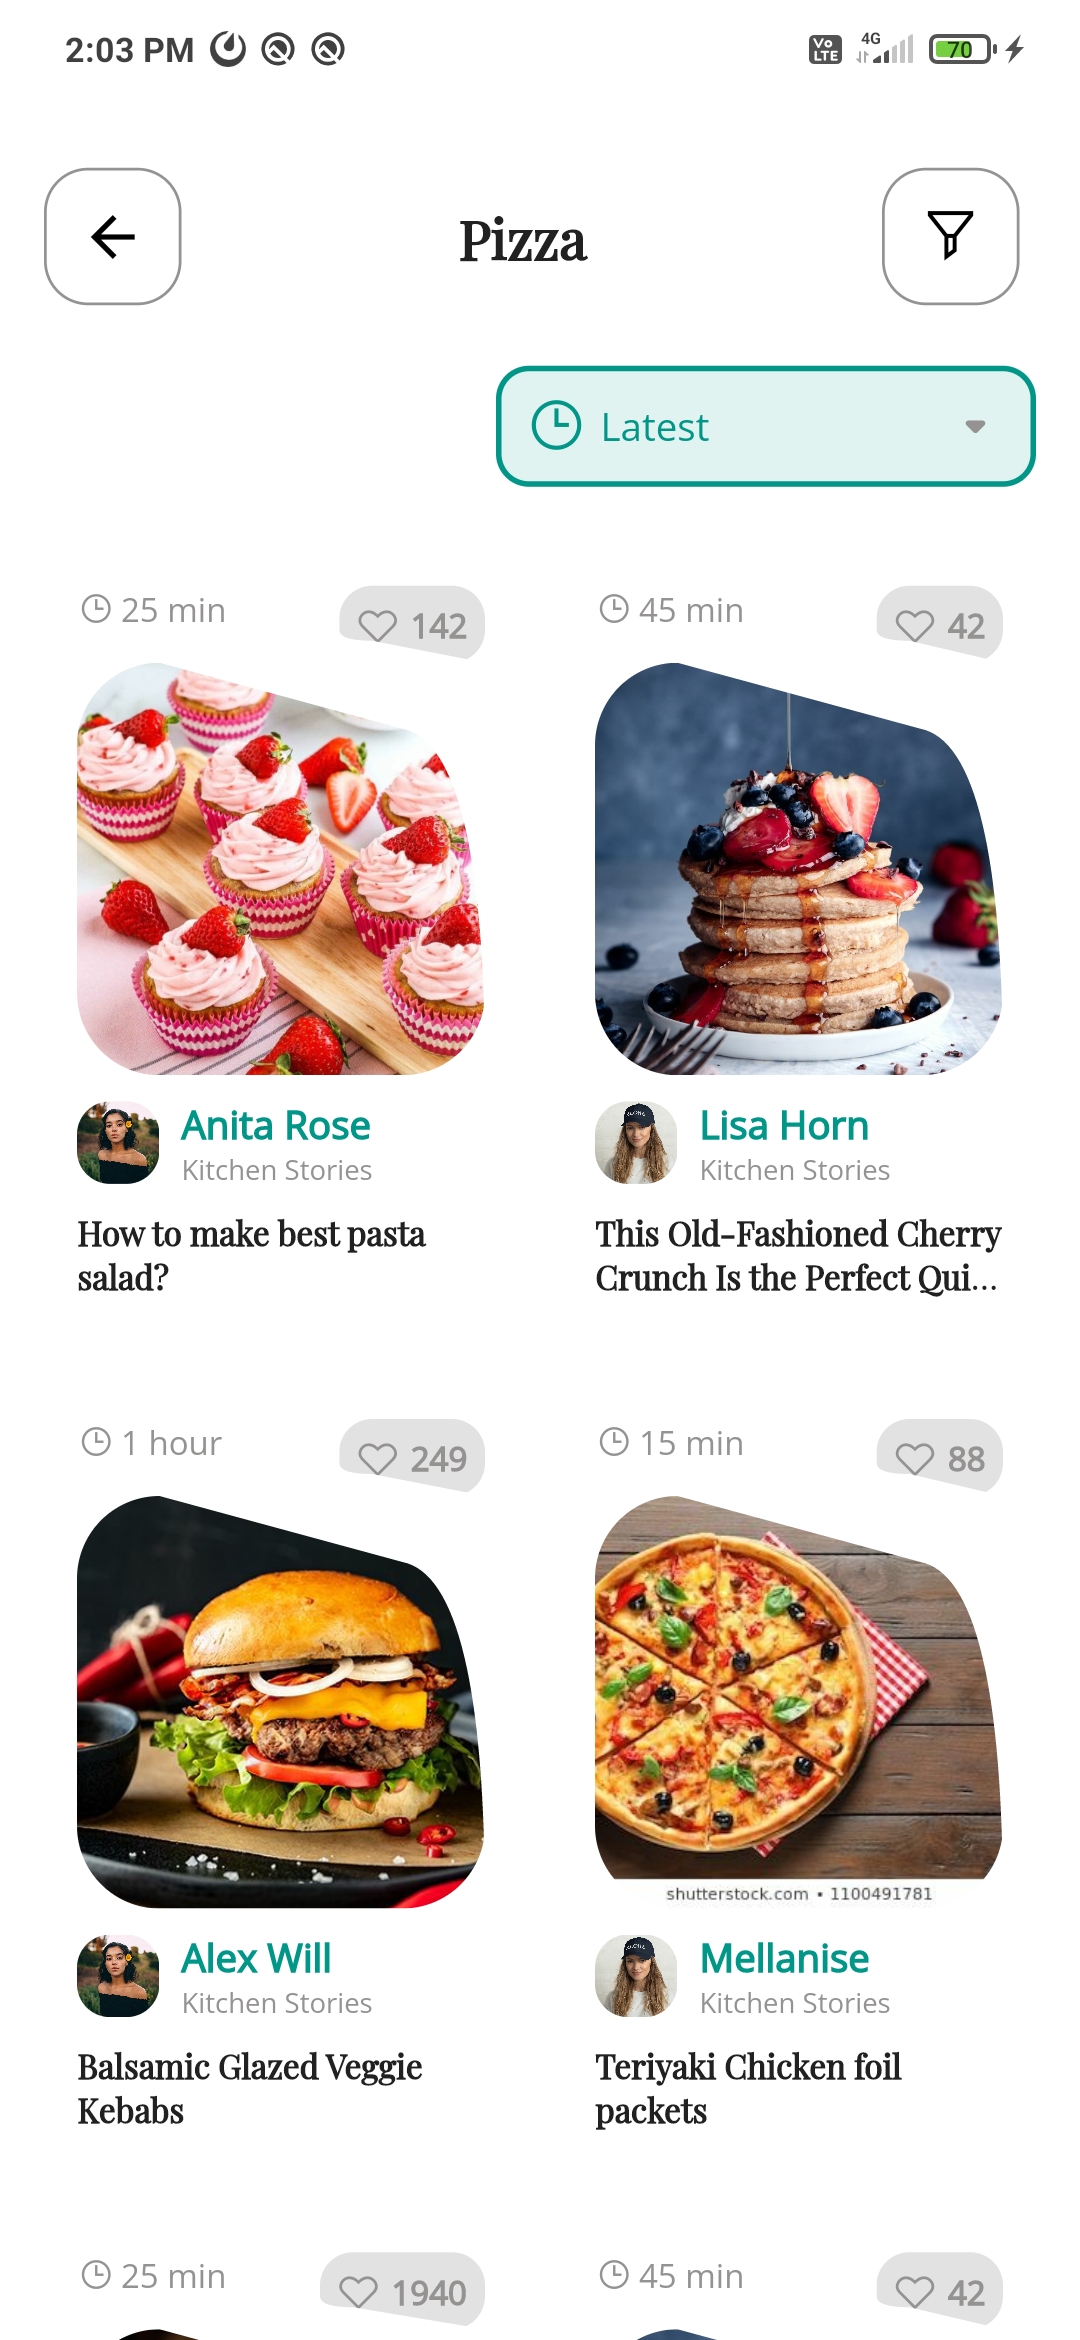 2:03 PM
Vo LTE
4G
70
Pizza
Latest
25 min
142
45 min
42
Anita Rose
Kitchen Stories
How to make best pasta
salad?
Lisa Horn
Kitchen Stories
This Old-Fashioned Cherry
Crunch Is the Perfect Qui...
1 hour
249
15 min
88
shutterstock.com • 1100491781
Alex Will
Kitchen Stories
Balsamic Glazed Veggie
Kebabs
Mellanise
Kitchen Stories
Teriyaki Chicken foil
packets
25 min
1940
45 min
42